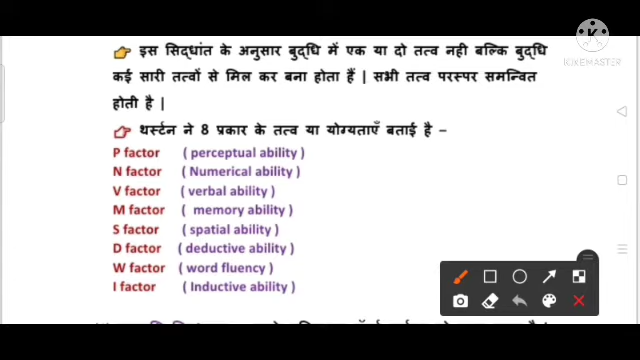 इस सिद्धांत के अनुसार बुद्धि में एक या दो तत्व नही बल्कि बुद्धि
कई सारी तत्वों से मिल कर बना होता हैं | सभी तत्व परस्पर समन्वित
होती है |
थर्स्टन ने 8 प्रकार के तत्व या योग्यताएँ बताई है –
P factor ( perceptual ability)
N factor ( Numerical ability)
V factor ( verbal ability)
M factor ( memory ability)
S factor ( spatial ability)
D factor ( deductive ability)
W factor ( word fluency)
I factor ( Inductive ability)
KINEMASTER